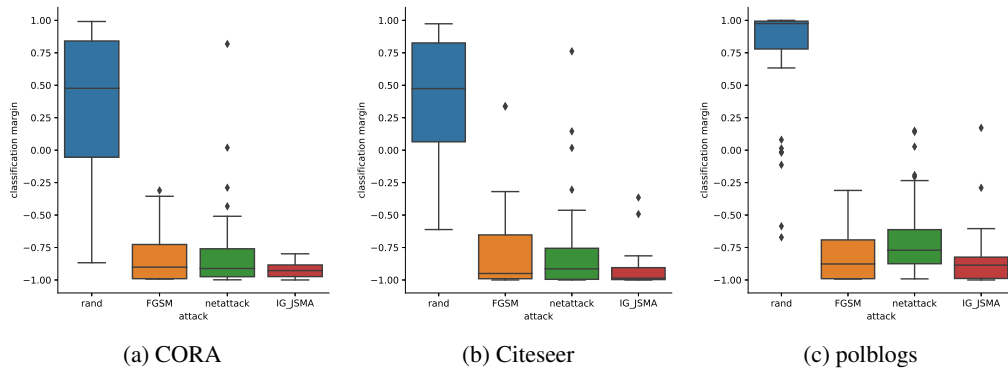 1.00
0.75
0.50
0.25
0.00
−0.25
−0.50
−0.75
−1.00
classification margin
rand FGSM netattack IG_JSMA
attack
(a) CORA
1.00
0.75
0.50
0.25
0.00
−0.25
−0.50
−0.75
−1.00
classification margin
rand FGSM netattack IG_JSMA
attack
(b) Citeseer
1.00
0.75
0.50
0.25
0.00
−0.25
−0.50
−0.75
−1.00
classification margin
rand FGSM netattack IG_JSMA
attack
(c) polblogs